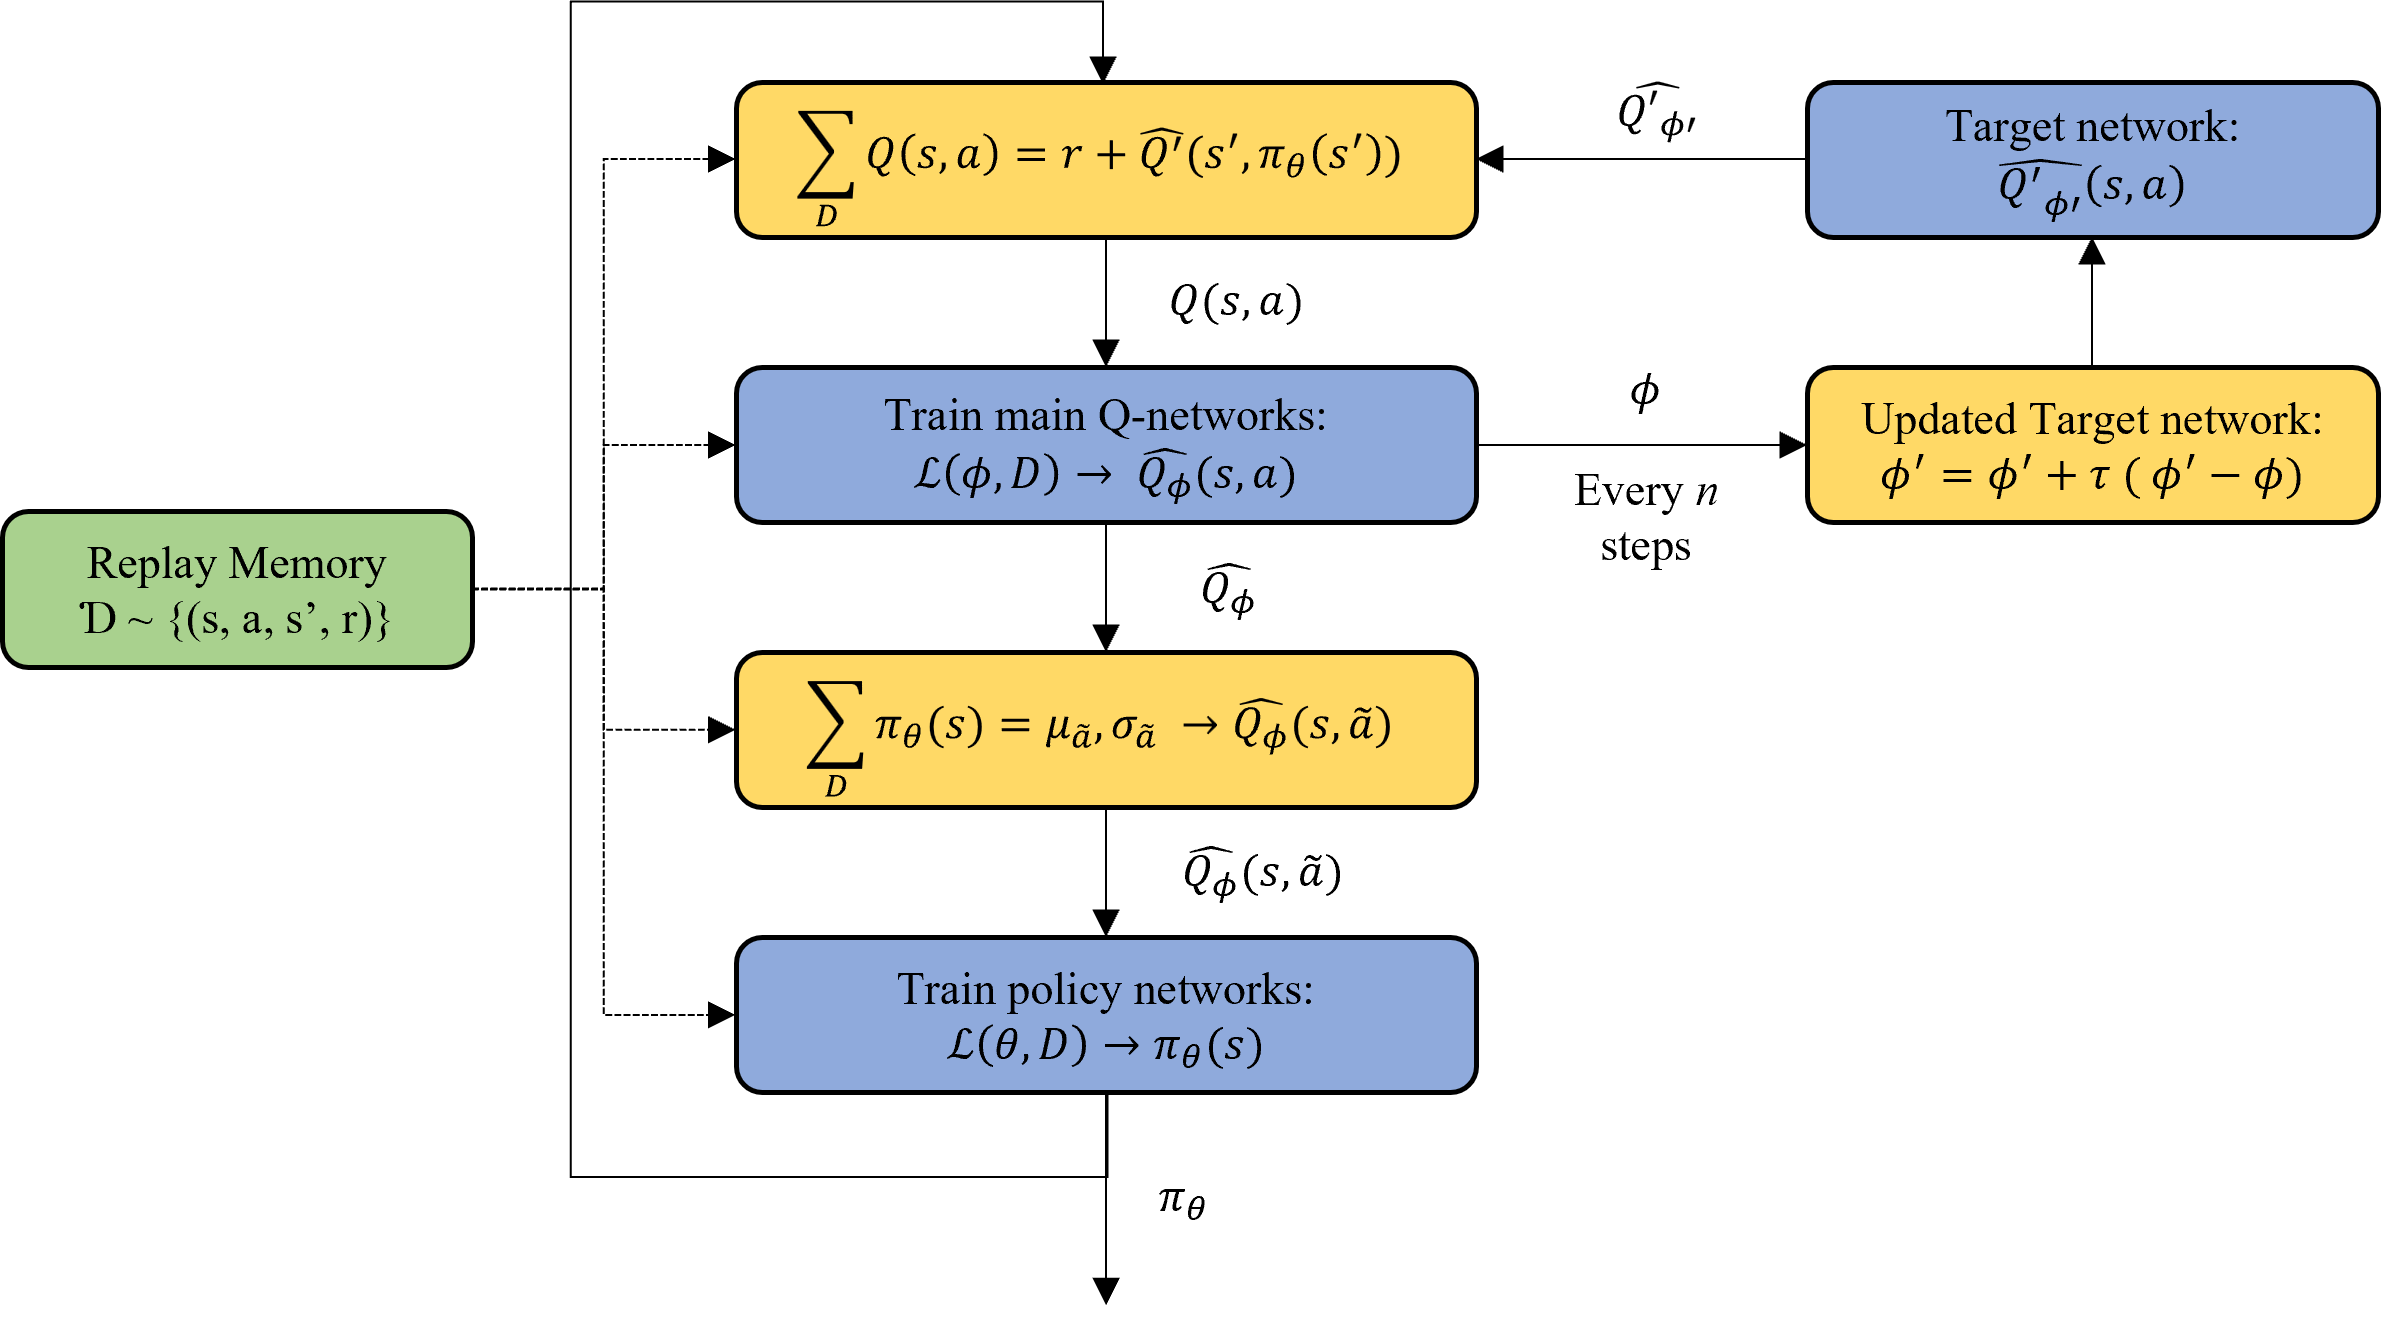 ∑_D Q(s, a) = r + Q̂′(s′, π_θ(s′))
Q̂′_ϕ′
Target network:
Q̂′_ϕ′(s, a)
Q(s, a)
Train main Q-networks:
ℒ(ϕ, D) → Q̂_ϕ(s, a)
ϕ
Every n
steps
Updated Target network:
ϕ′ = ϕ′ + τ ( ϕ′ − ϕ)
Replay Memory
Ɗ ~ {(s, a, s’, r)}
Q̂_ϕ
∑_D π_θ(s) = μ_ã, σ_ã → Q̂_ϕ(s, ã)
Q̂_ϕ(s, ã)
Train policy networks:
ℒ(θ, D) → π_θ(s)
π_θ